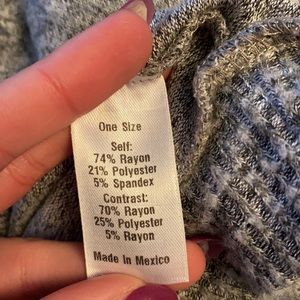 One Size
Self:
74% Rayon
21% Polyester
5% Spandex
Contrast:
70% Rayon
25% Polyester
5% Rayon
Made In Mexico